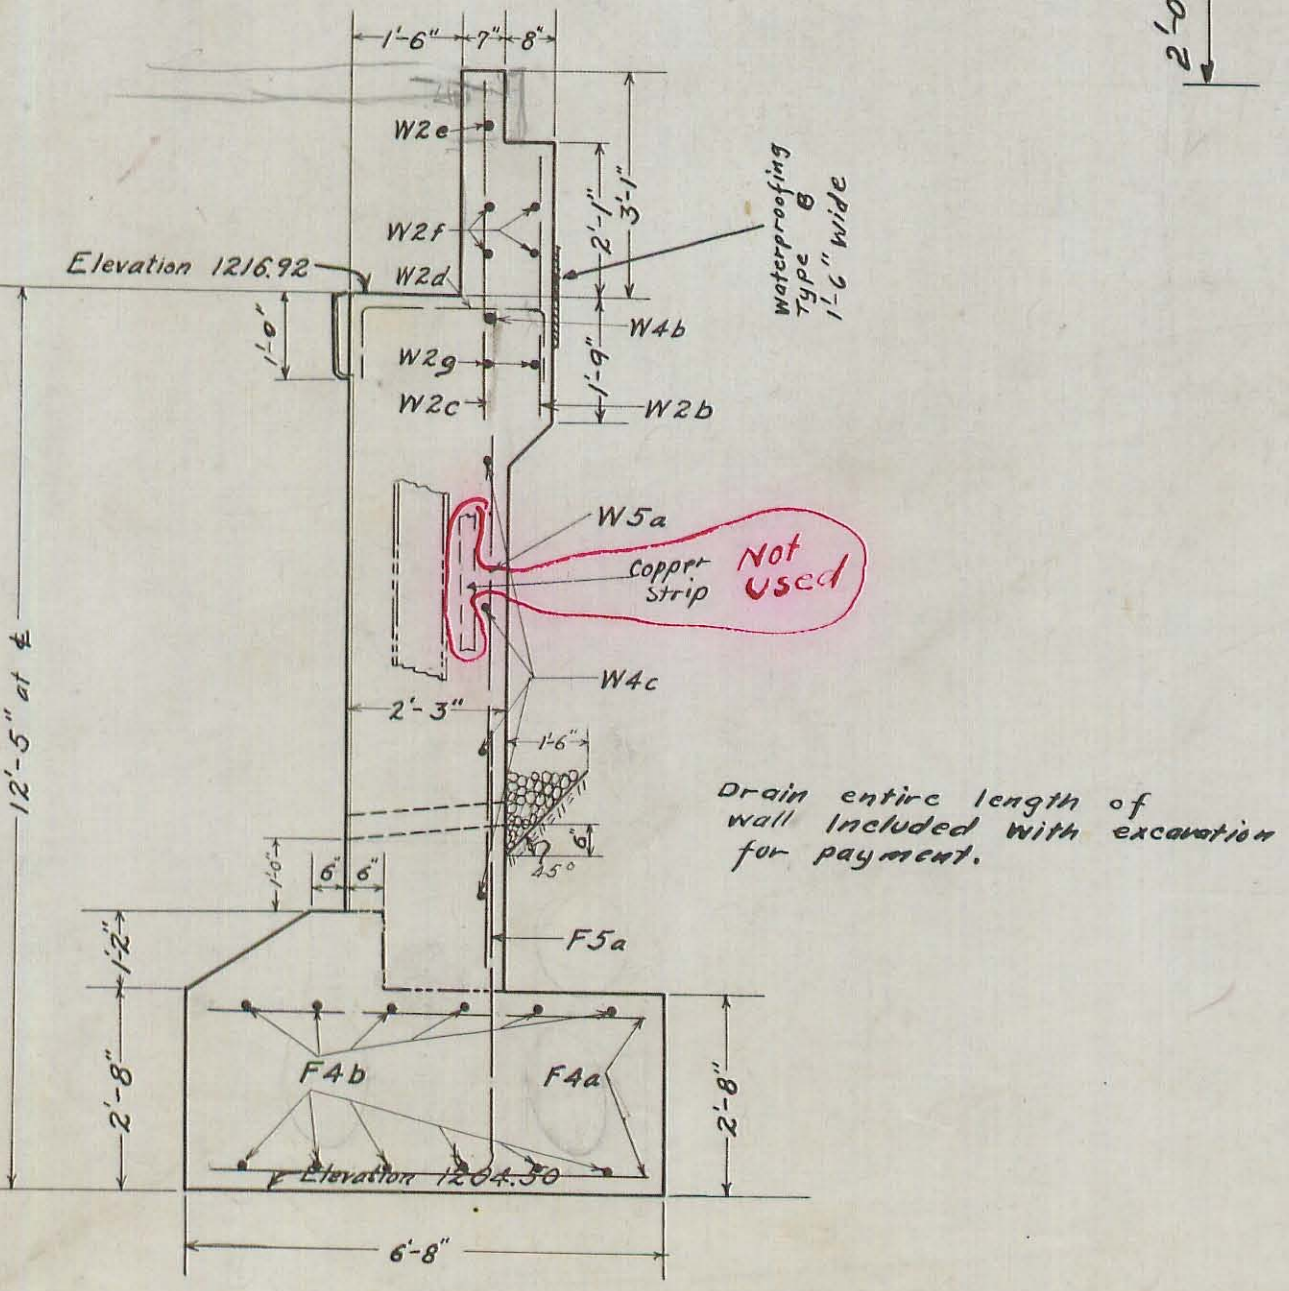 1'-6" 7" 8"
2'-0
W2e
W2f
W2d
Elevation 1216.92
2'-1"
3'-1"
Waterproofing
Type B
1'-6" Wide
1'-0"
W4b
W2g
1'-9"
W2c
W2b
W5a
Copper
Strip
Not
Used
W4c
2'-3"
1'-6"
12'-5" at ℄
Drain entire length of
wall Included with excavation
for payment.
6"
45°
1'-0"
6" 6"
1'-2"
F5a
2'-8"
F4b
F4a
2'-8"
Elevation 1204.50
6'-8"